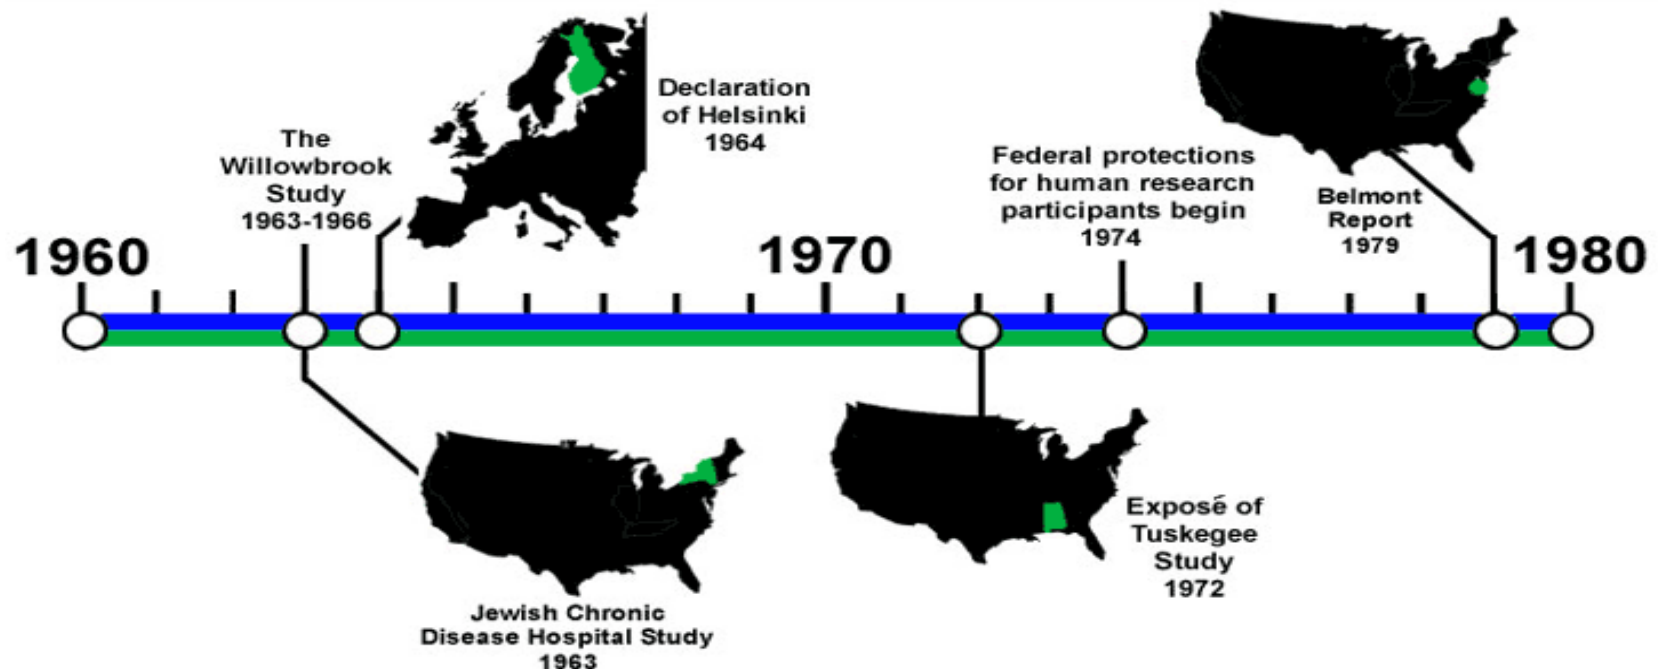 The
Willowbrook
Study
1963-1966
Declaration
of Helsinki
1964
Federal protections
for human research
participants begin
1974
Belmont
Report
1979
1960
1970
1980
Jewish Chronic
Disease Hospital Study
1963
Exposé of
Tuskegee
Study
1972